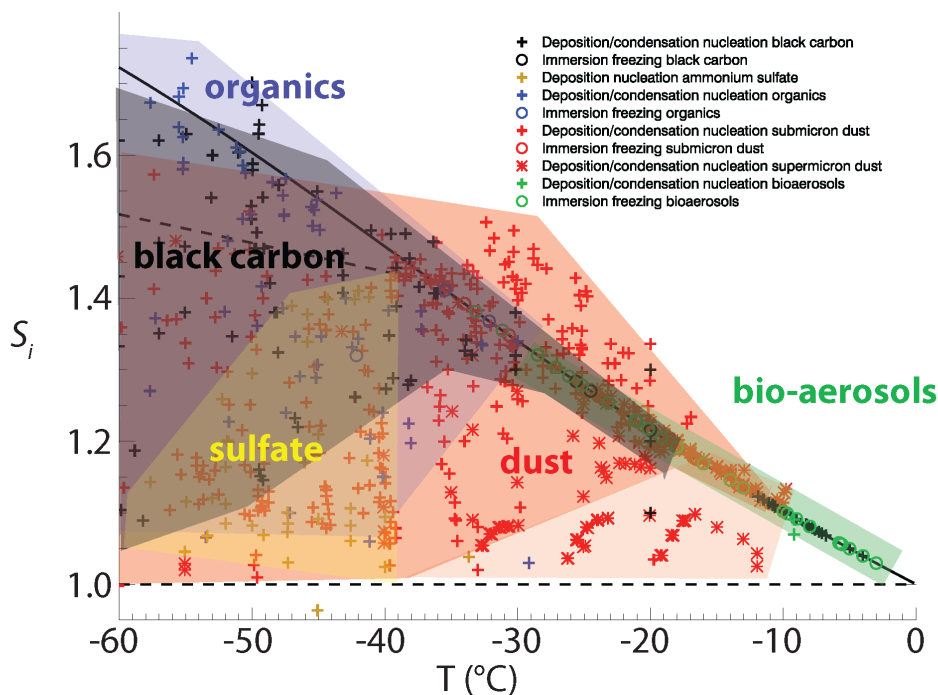 Deposition/condensation nucleation black carbon
Immersion freezing black carbon
Deposition nucleation ammonium sulfate
Deposition/condensation nucleation organics
Immersion freezing organics
Deposition/condensation nucleation submicron dust
Immersion freezing submicron dust
Deposition/condensation nucleation supermicron dust
Deposition/condensation nucleation bioaerosols
Immersion freezing bioaerosols
organics
1.6
black carbon
1.4
Si
bio-aerosols
sulfate
dust
1.2
1.0
-60 -50 -40 -30 -20 -10 0
T (°C)